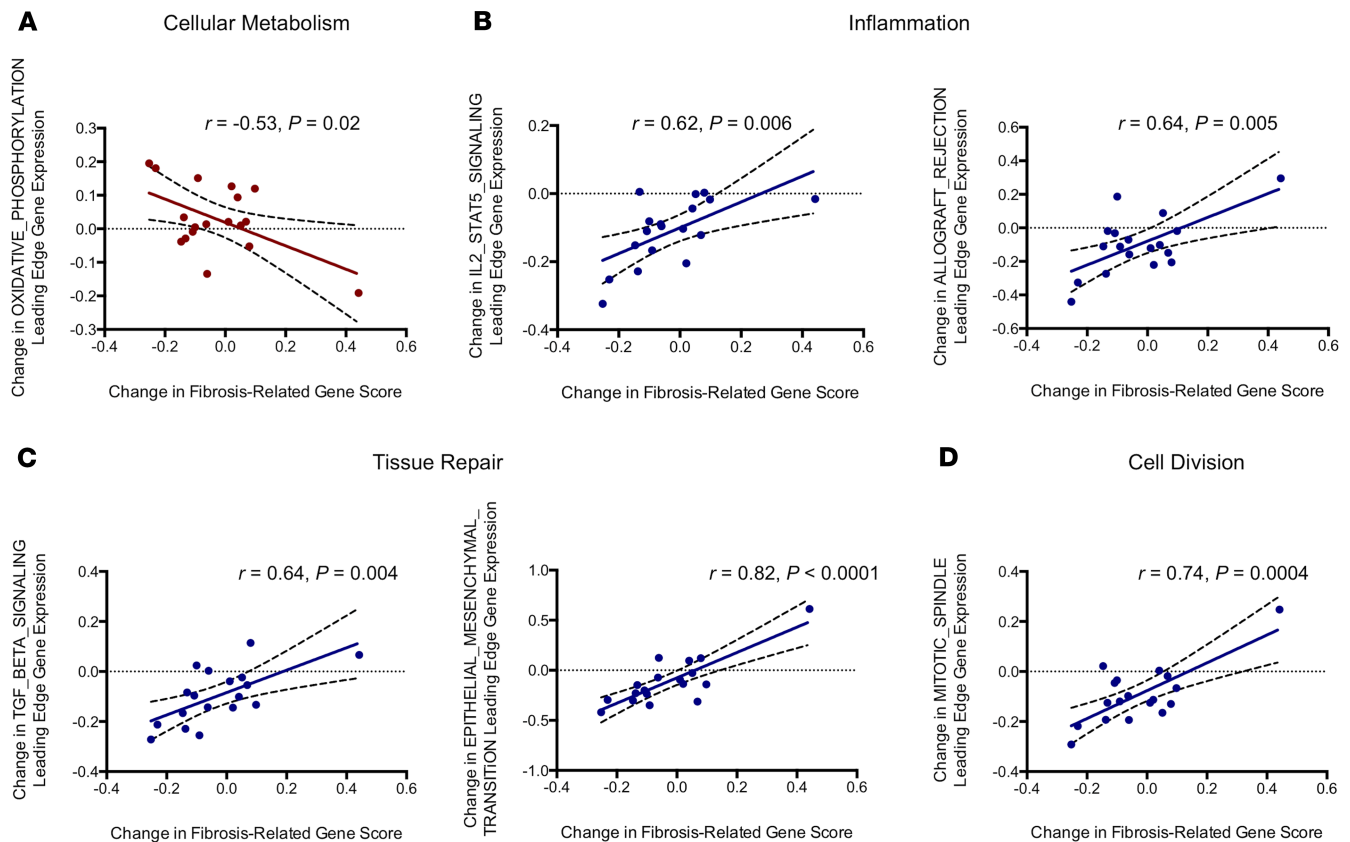 A
Cellular Metabolism
Change in OXIDATIVE_PHOSPHORYLATION
Leading Edge Gene Expression
r = -0.53, P = 0.02
0.3
0.2
0.1
0.0
-0.1
-0.2
-0.3
-0.4 -0.2 0.0 0.2 0.4 0.6
Change in Fibrosis-Related Gene Score
B
Inflammation
Change in IL2_STAT5_SIGNALING
Leading Edge Gene Expression
r = 0.62, P = 0.006
0.2
0.0
-0.2
-0.4
-0.4 -0.2 0.0 0.2 0.4 0.6
Change in Fibrosis-Related Gene Score
Change in ALLOGRAFT_REJECTION
Leading Edge Gene Expression
r = 0.64, P = 0.005
0.6
0.4
0.2
0.0
-0.2
-0.4
-0.6
-0.4 -0.2 0.0 0.2 0.4 0.6
Change in Fibrosis-Related Gene Score
C
Tissue Repair
Change in TGF_BETA_SIGNALING
Leading Edge Gene Expression
r = 0.64, P = 0.004
0.4
0.2
0.0
-0.2
-0.4
-0.4 -0.2 0.0 0.2 0.4 0.6
Change in Fibrosis-Related Gene Score
Change in EPITHELIAL_MESENCHYMAL_
TRANSITION Leading Edge Gene Expression
r = 0.82, P < 0.0001
1.0
0.5
0.0
-0.5
-1.0
-0.4 -0.2 0.0 0.2 0.4 0.6
Change in Fibrosis-Related Gene Score
D
Cell Division
Change in MITOTIC_SPINDLE
Leading Edge Gene Expression
r = 0.74, P = 0.0004
0.4
0.2
0.0
-0.2
-0.4
-0.4 -0.2 0.0 0.2 0.4 0.6
Change in Fibrosis-Related Gene Score